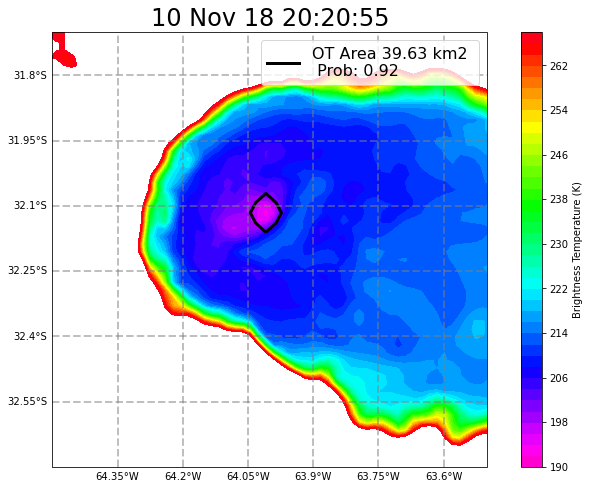 10 Nov 18 20:20:55
OT Area 39.63 km2
Prob: 0.92
31.8°S
31.95°S
32.1°S
32.25°S
32.4°S
32.55°S
64.35°W 64.2°W 64.05°W 63.9°W 63.75°W 63.6°W
262
254
246
238
230
222
214
206
198
190
Brightness Temperature (K)